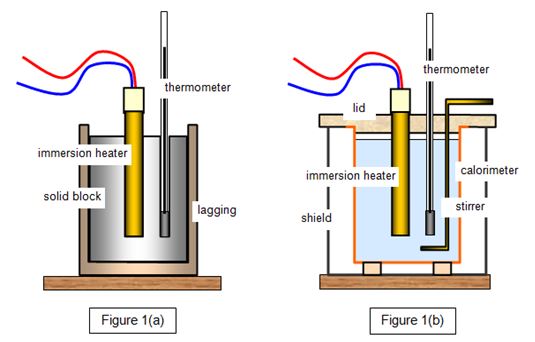 thermometer
immersion heater
solid block
lagging
Figure 1(a)
thermometer
lid
immersion heater
calorimeter
stirrer
shield
Figure 1(b)